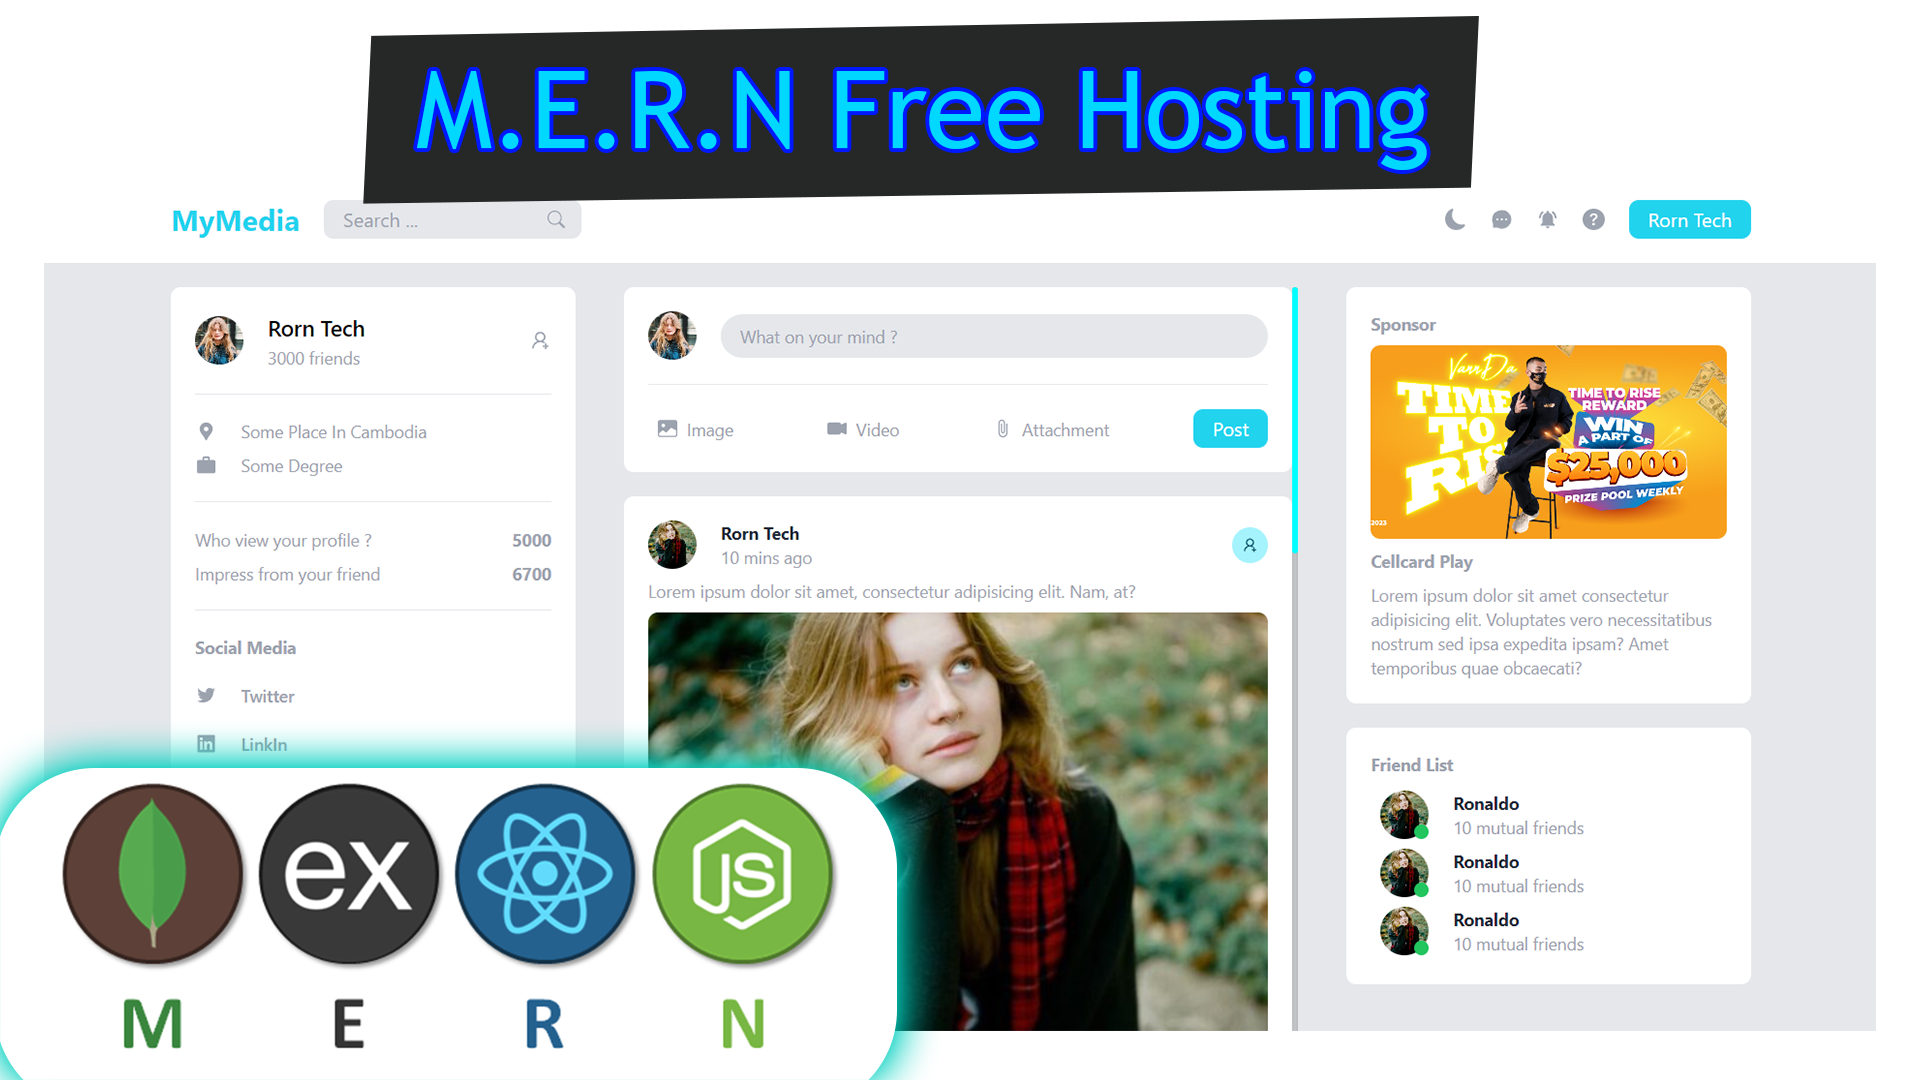 M.E.R.N Free Hosting
MyMedia
Search ...
Rorn Tech
Rorn Tech
3000 friends
Some Place In Cambodia
Some Degree
Who view your profile ? 5000
Impress from your friend 6700
Social Media
Twitter
LinkIn
What on your mind ?
Image
Video
Attachment
Post
Rorn Tech
10 mins ago
Lorem ipsum dolor sit amet, consectetur adipisicing elit. Nam, at?
Sponsor
VannDa
TIME
TO
RIS
TIME TO RISE
REWARD
WIN
A PART OF
$25,000
PRIZE POOL WEEKLY
2023
Cellcard Play
Lorem ipsum dolor sit amet consectetur
adipisicing elit. Voluptates vero necessitatibus
nostrum sed ipsa expedita ipsam? Amet
temporibus quae obcaecati?
Friend List
Ronaldo
10 mutual friends
Ronaldo
10 mutual friends
Ronaldo
10 mutual friends
ex
JS
M E R N